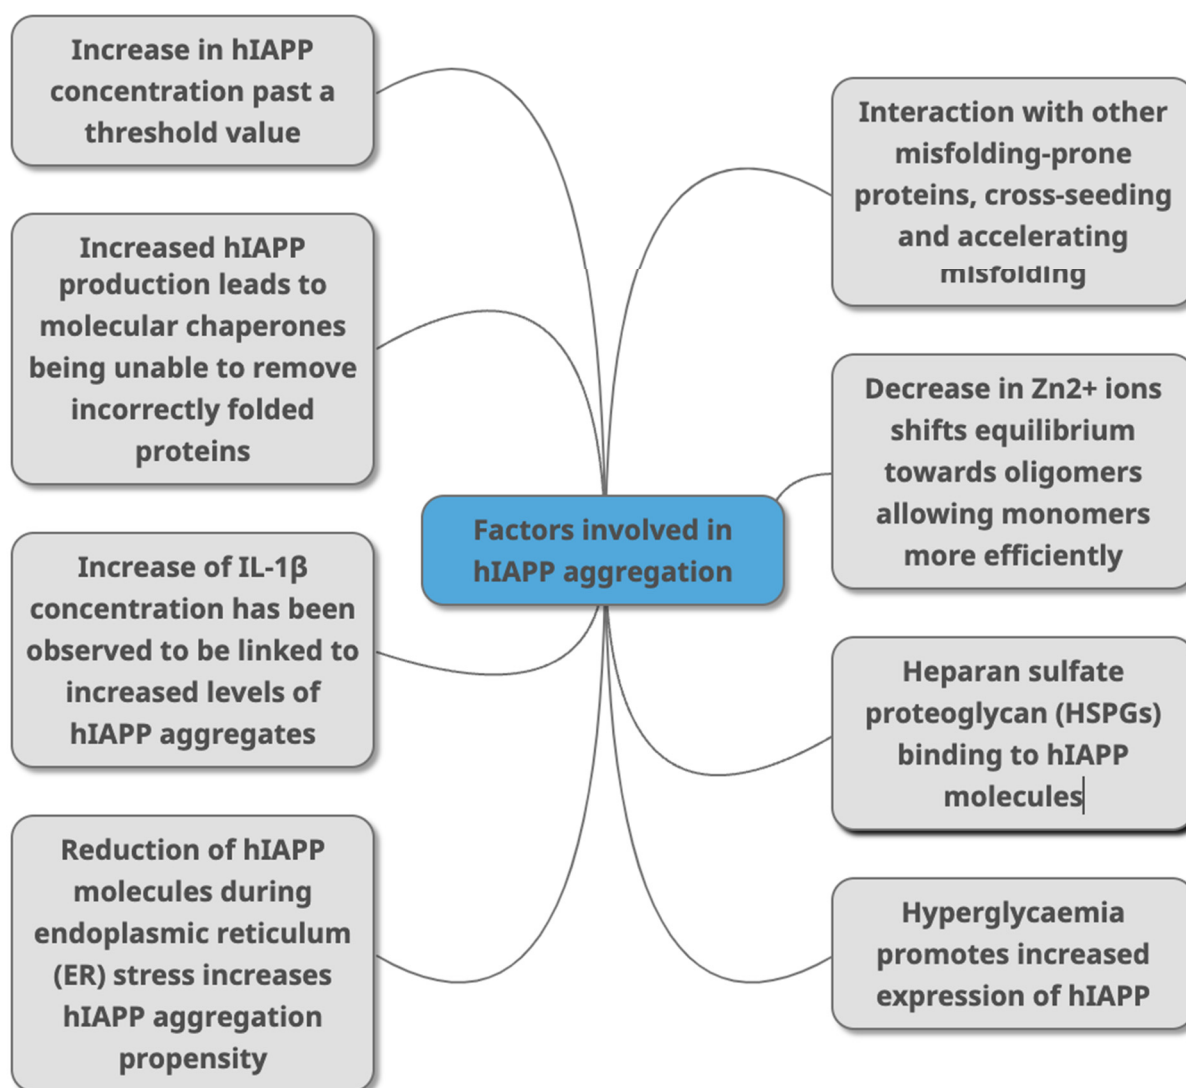 Increase in hIAPP
concentration past a
threshold value
Increased hIAPP
production leads to
molecular chaperones
being unable to remove
incorrectly folded
proteins
Increase of IL-1β
concentration has been
observed to be linked to
increased levels of
hIAPP aggregates
Reduction of hIAPP
molecules during
endoplasmic reticulum
(ER) stress increases
hIAPP aggregation
propensity
Factors involved in
hIAPP aggregation
Interaction with other
misfolding-prone
proteins, cross-seeding
and accelerating
misfolding
Decrease in Zn2+ ions
shifts equilibrium
towards oligomers
allowing monomers
more efficiently
Heparan sulfate
proteoglycan (HSPGs)
binding to hIAPP
molecules
Hyperglycaemia
promotes increased
expression of hIAPP